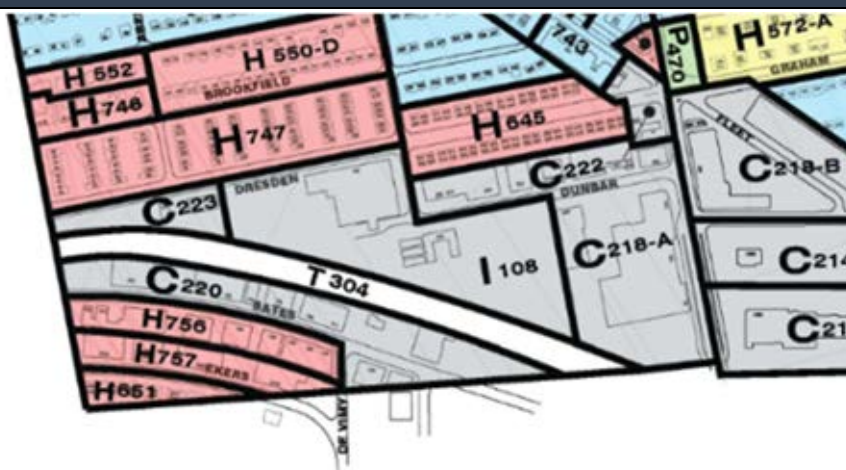 H 572-A
743
P 470
GRAHAM
H 552
H 550-D
BROOKFIELD
H 746
H 747
H 645
FLEET
C 222
C 218-B
DRESDEN
DUNBAR
C 223
C 218-A
T 304
I 108
C 214
C 220
BATES
H 756
C 21
H 757
EKERS
H 651
DE VIMY